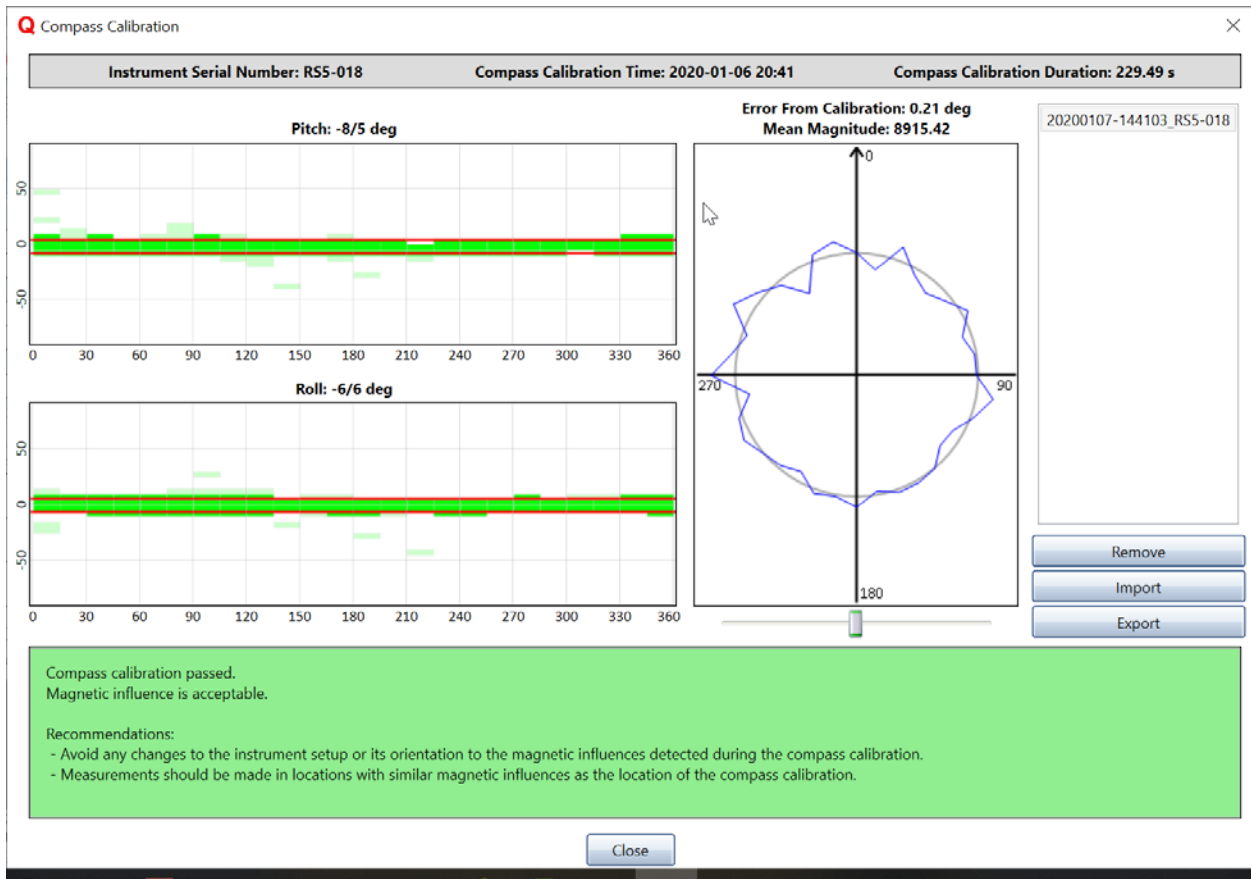 Q Compass Calibration
Instrument Serial Number: RS5-018 Compass Calibration Time: 2020-01-06 20:41 Compass Calibration Duration: 229.49 s
Pitch: -8/5 deg
50
0
-50
0 30 60 90 120 150 180 210 240 270 300 330 360
Roll: -6/6 deg
50
0
-50
0 30 60 90 120 150 180 210 240 270 300 330 360
Error From Calibration: 0.21 deg
Mean Magnitude: 8915.42
0
270 90
180
20200107-144103_RS5-018
Remove
Import
Export
Compass calibration passed.
Magnetic influence is acceptable.
Recommendations:
- Avoid any changes to the instrument setup or its orientation to the magnetic influences detected during the compass calibration.
- Measurements should be made in locations with similar magnetic influences as the location of the compass calibration.
Close